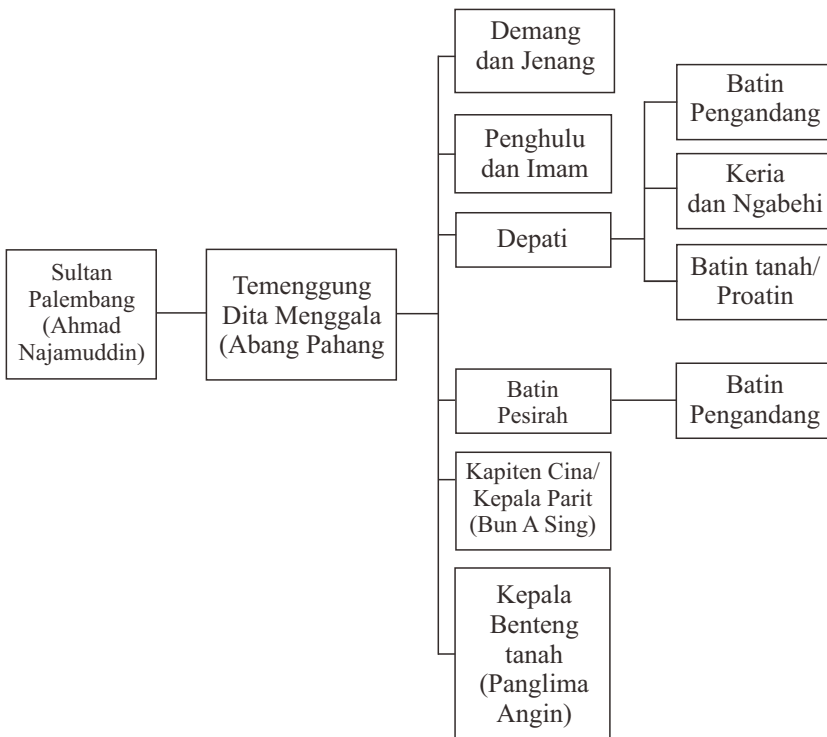 Sultan
Palembang
(Ahmad
Najamuddin)
Temenggung
Dita Menggala
(Abang Pahang
Demang
dan Jenang
Penghulu
dan Imam
Depati
Batin
Pengandang
Keria
dan Ngabehi
Batin tanah/
Proatin
Batin
Pesirah
Batin
Pengandang
Kapiten Cina/
Kepala Parit
(Bun A Sing)
Kepala
Benteng
tanah
(Panglima
Angin)